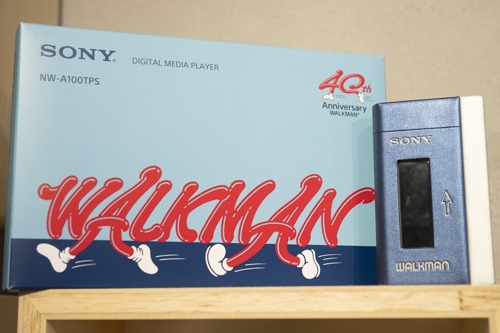 SONY®
DIGITAL MEDIA PLAYER
NW-A100TPS
40th
Anniversary
WALKMAN®
WALKMAN
SONY
WALKMAN